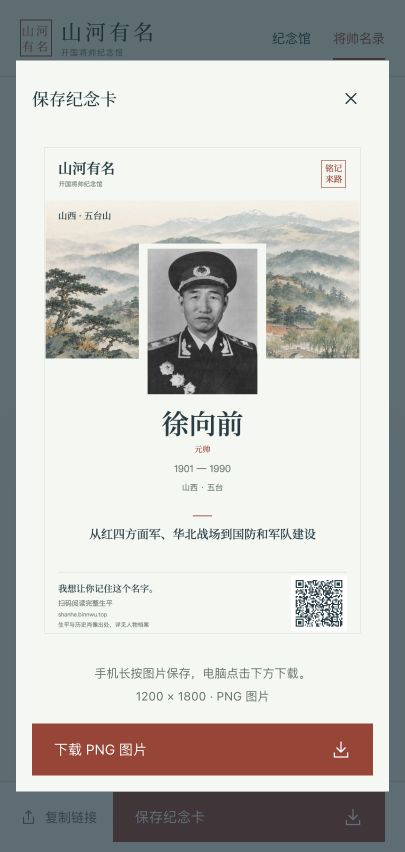 山河有名
山河有名
开国将帅纪念馆
纪念馆
将帅名录
保存纪念卡
山河有名
开国将帅纪念馆
铭记来路
山西·五台山
徐向前
元帅
1901 — 1990
山西 · 五台
从红四方面军、华北战场到国防和军队建设
我想让你记住这个名字。
扫码阅读完整生平
shanhe.binnwu.top
生平与历史肖像出处，详见人物档案
手机长按图片保存，电脑点击下方下载。
1200 × 1800 · PNG 图片
下载 PNG 图片
复制链接
保存纪念卡